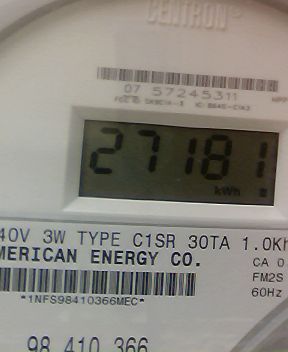 CENTRON®
07 57245311
27181
kWh
40V 3W TYPE C1SR 30TA 1.0Kh
MERICAN ENERGY CO.
CA 0.
FM2S
60Hz
*1NFS98410366MEC*
98 410 366